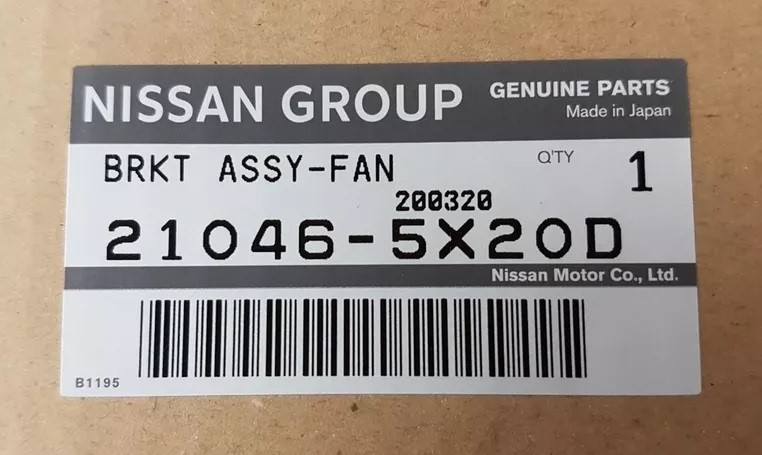 NISSAN GROUP GENUINE PARTS
Made in Japan
BRKT ASSY-FAN Q'TY 1
200320
21046-5X20D
Nissan Motor Co., Ltd.
B1195